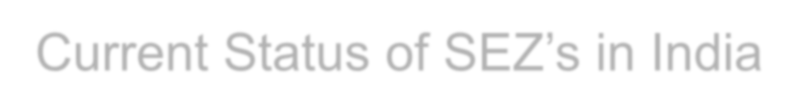 Current Status of SEZ’s in India